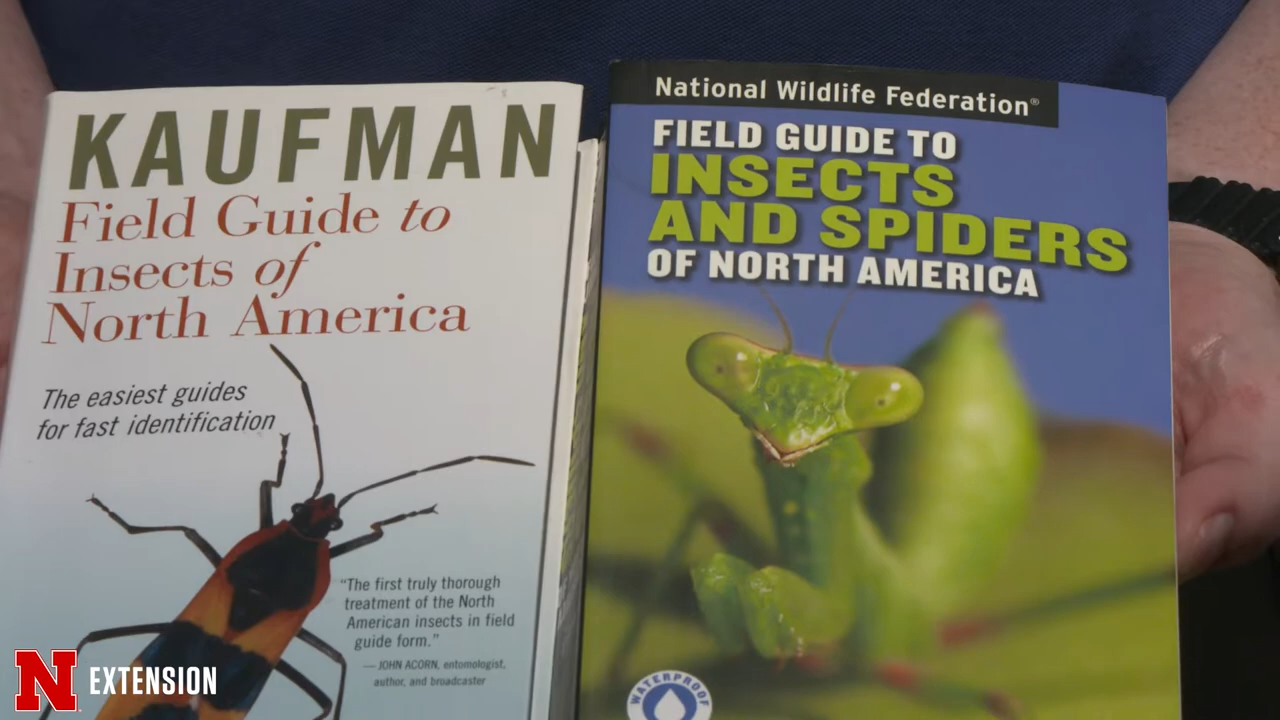 KAUFMAN
Field Guide to
Insects of
North America
The easiest guides
for fast identification
"The first truly thorough
treatment of the North
American insects in field
guide form."
— JOHN ACORN, entomologist,
author, and broadcaster
National Wildlife Federation®
FIELD GUIDE TO
INSECTS
AND SPIDERS
OF NORTH AMERICA
WATERPROOF
N EXTENSION